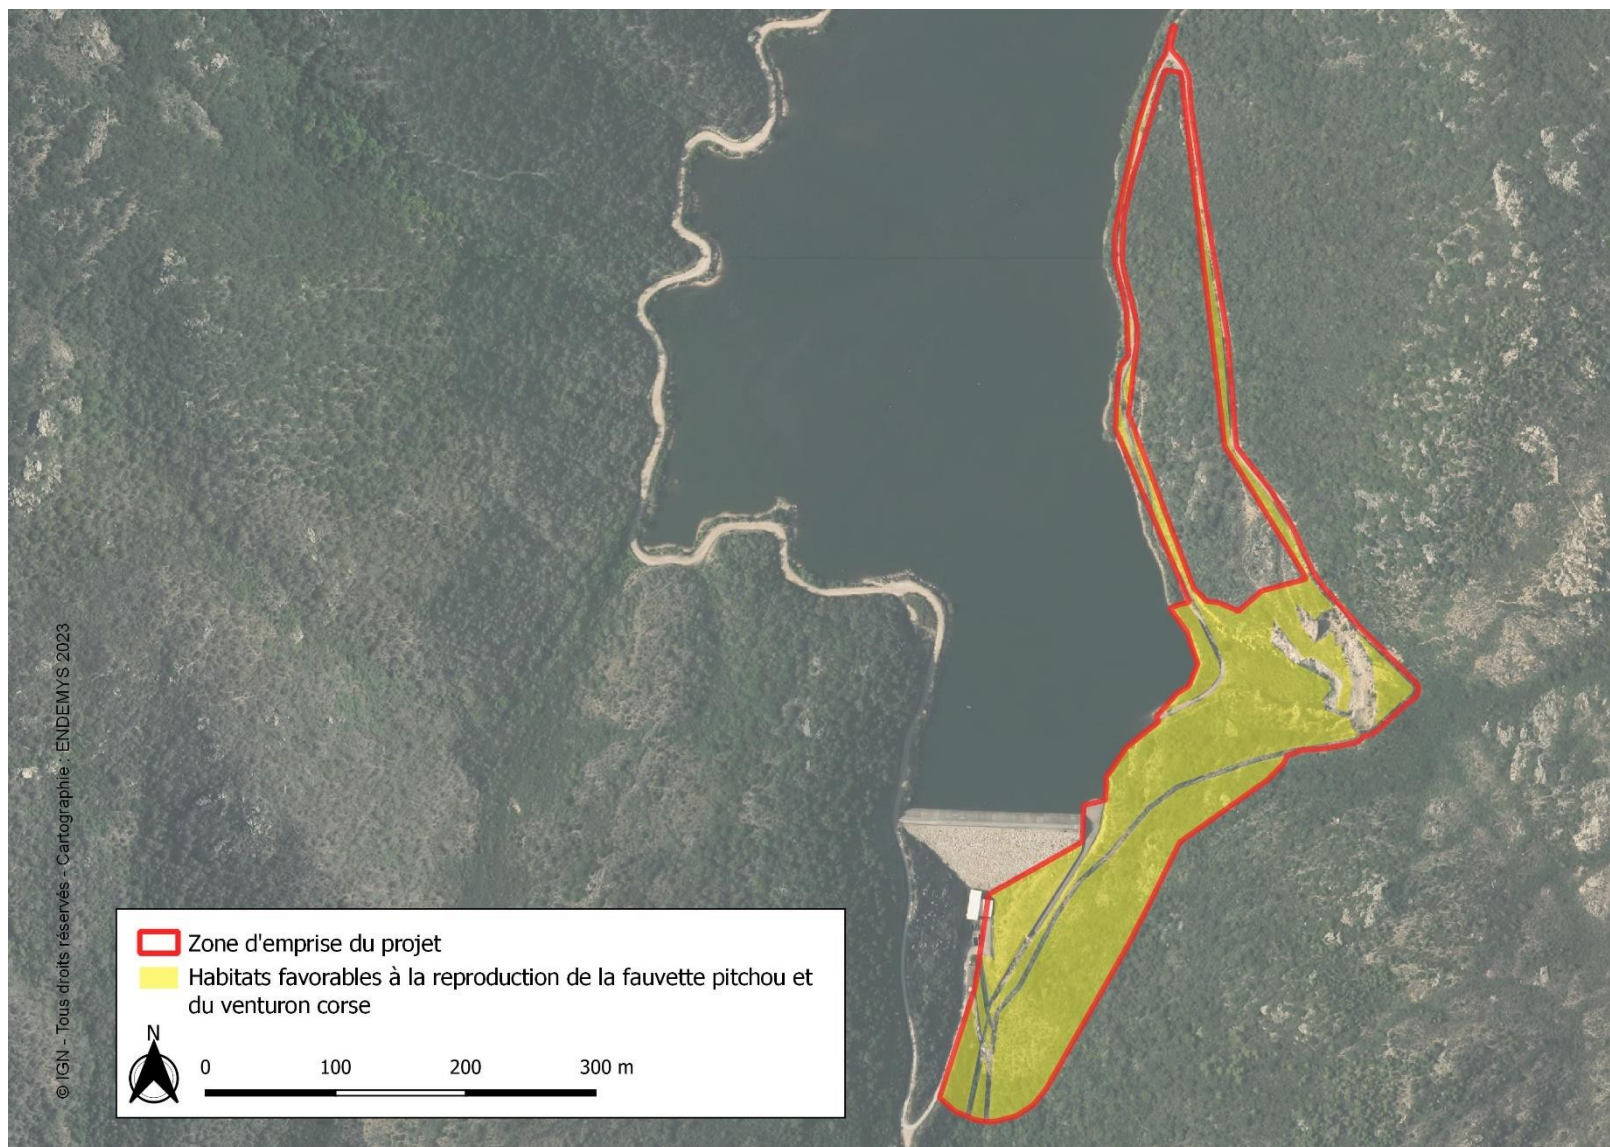 © IGN - Tous droits réservés - Cartographie : ENDEMYS 2023
Zone d'emprise du projet
Habitats favorables à la reproduction de la fauvette pitchou et
du venturon corse
N
0 100 200 300 m